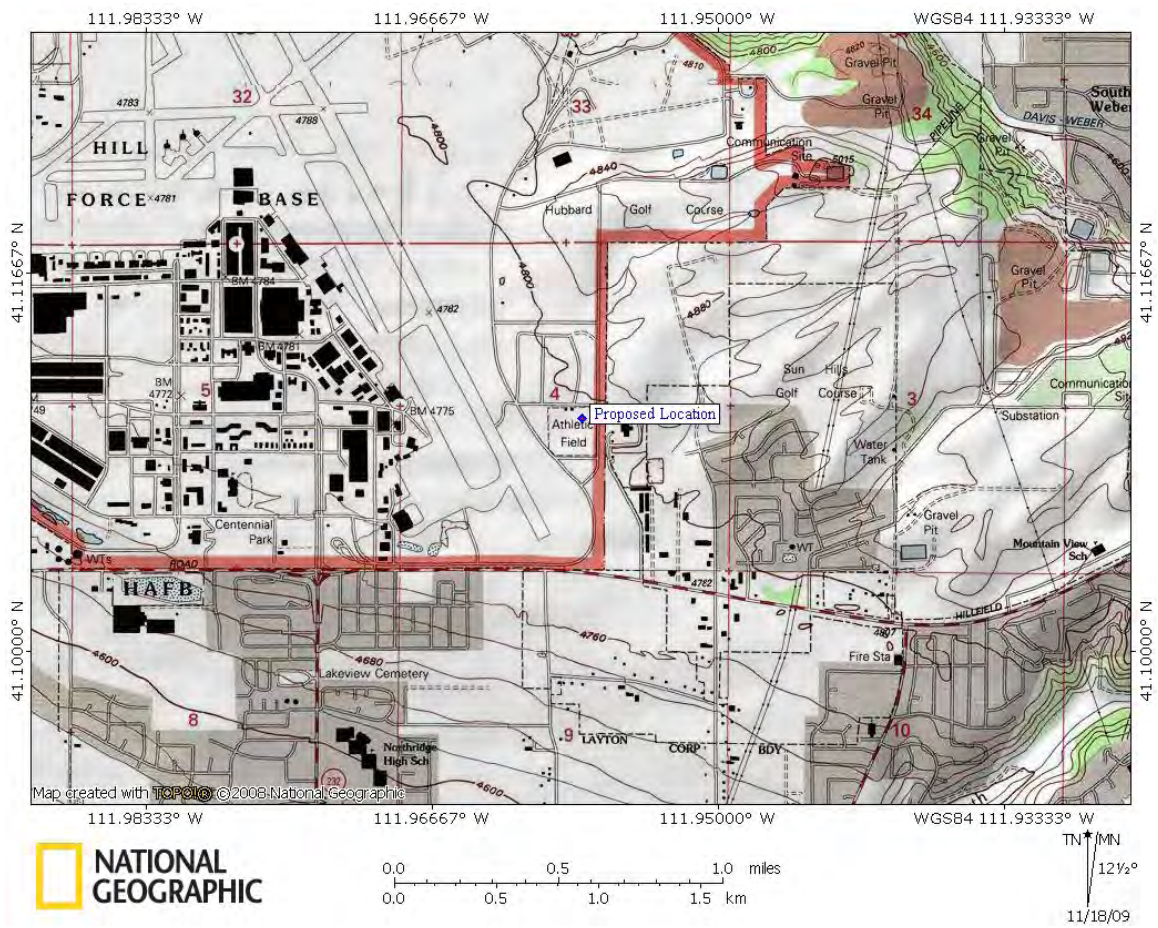 111.98333° W 111.96667° W 111.95000° W WGS84 111.93333° W
4783
32
4788
HILL
FORCE
4781
BASE
4800
33
4810
4800
4820
Gravel Pit
Gravel
Pit
34
4800
PIPELINE
South
Weber
DAVIS - WEBER
Gravel
Pit
4600
Communication
Site
5015
4840
Hubbard Golf Course
41.11667° N
41.11667° N
BM 4784
4800
4782
4880
Gravel
Pit
BM 4781
BM
4772
5
BM 4775
4
Sun Hills
Golf Course
3
Communication
Site
Substation
Proposed Location
Athletic
Field
Water
Tank
Centennial
Park
Gravel
Pit
WT
Mountain View
Sch
WTs
ROAD
HAFB
4782
HILLFIELD
4807
4760
Fire Sta
41.10000° N
41.10000° N
4600
4680
Lakeview Cemetery
8
9
LAYTON CORP BDY
10
Northridge
High Sch
232
4600
Map created with TOPO!® ©2008 National Geographic
111.98333° W 111.96667° W 111.95000° W WGS84 111.93333° W
NATIONAL
GEOGRAPHIC
0.0 0.5 1.0 miles
0.0 0.5 1.0 1.5 km
TN MN
12½°
11/18/09